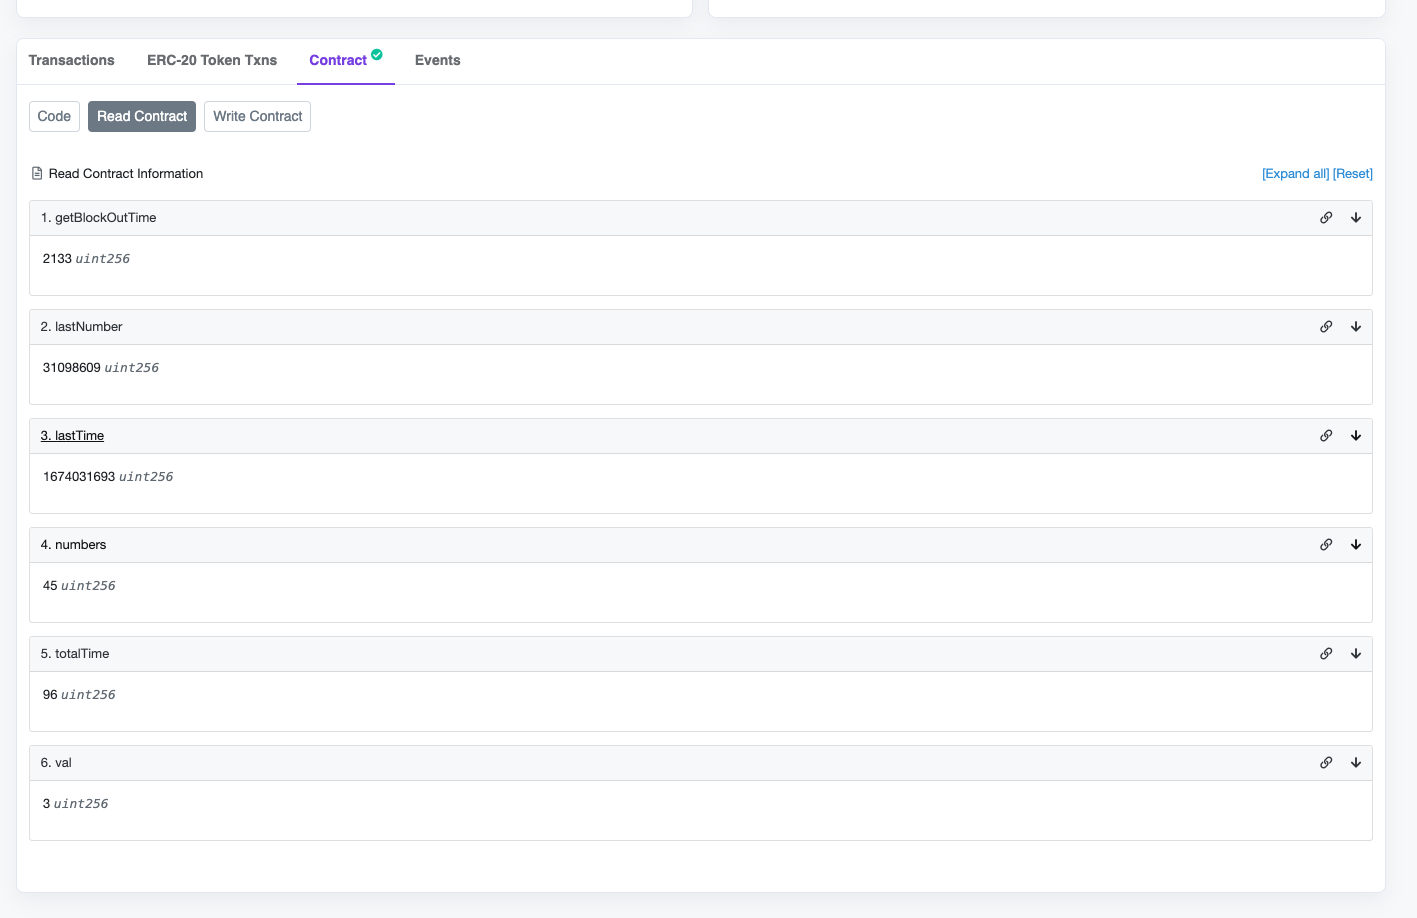 Transactions ERC-20 Token Txns Contract Events
Code Read Contract Write Contract
Read Contract Information [Expand all] [Reset]
1. getBlockOutTime
2133 uint256
2. lastNumber
31098609 uint256
3. lastTime
1674031693 uint256
4. numbers
45 uint256
5. totalTime
96 uint256
6. val
3 uint256